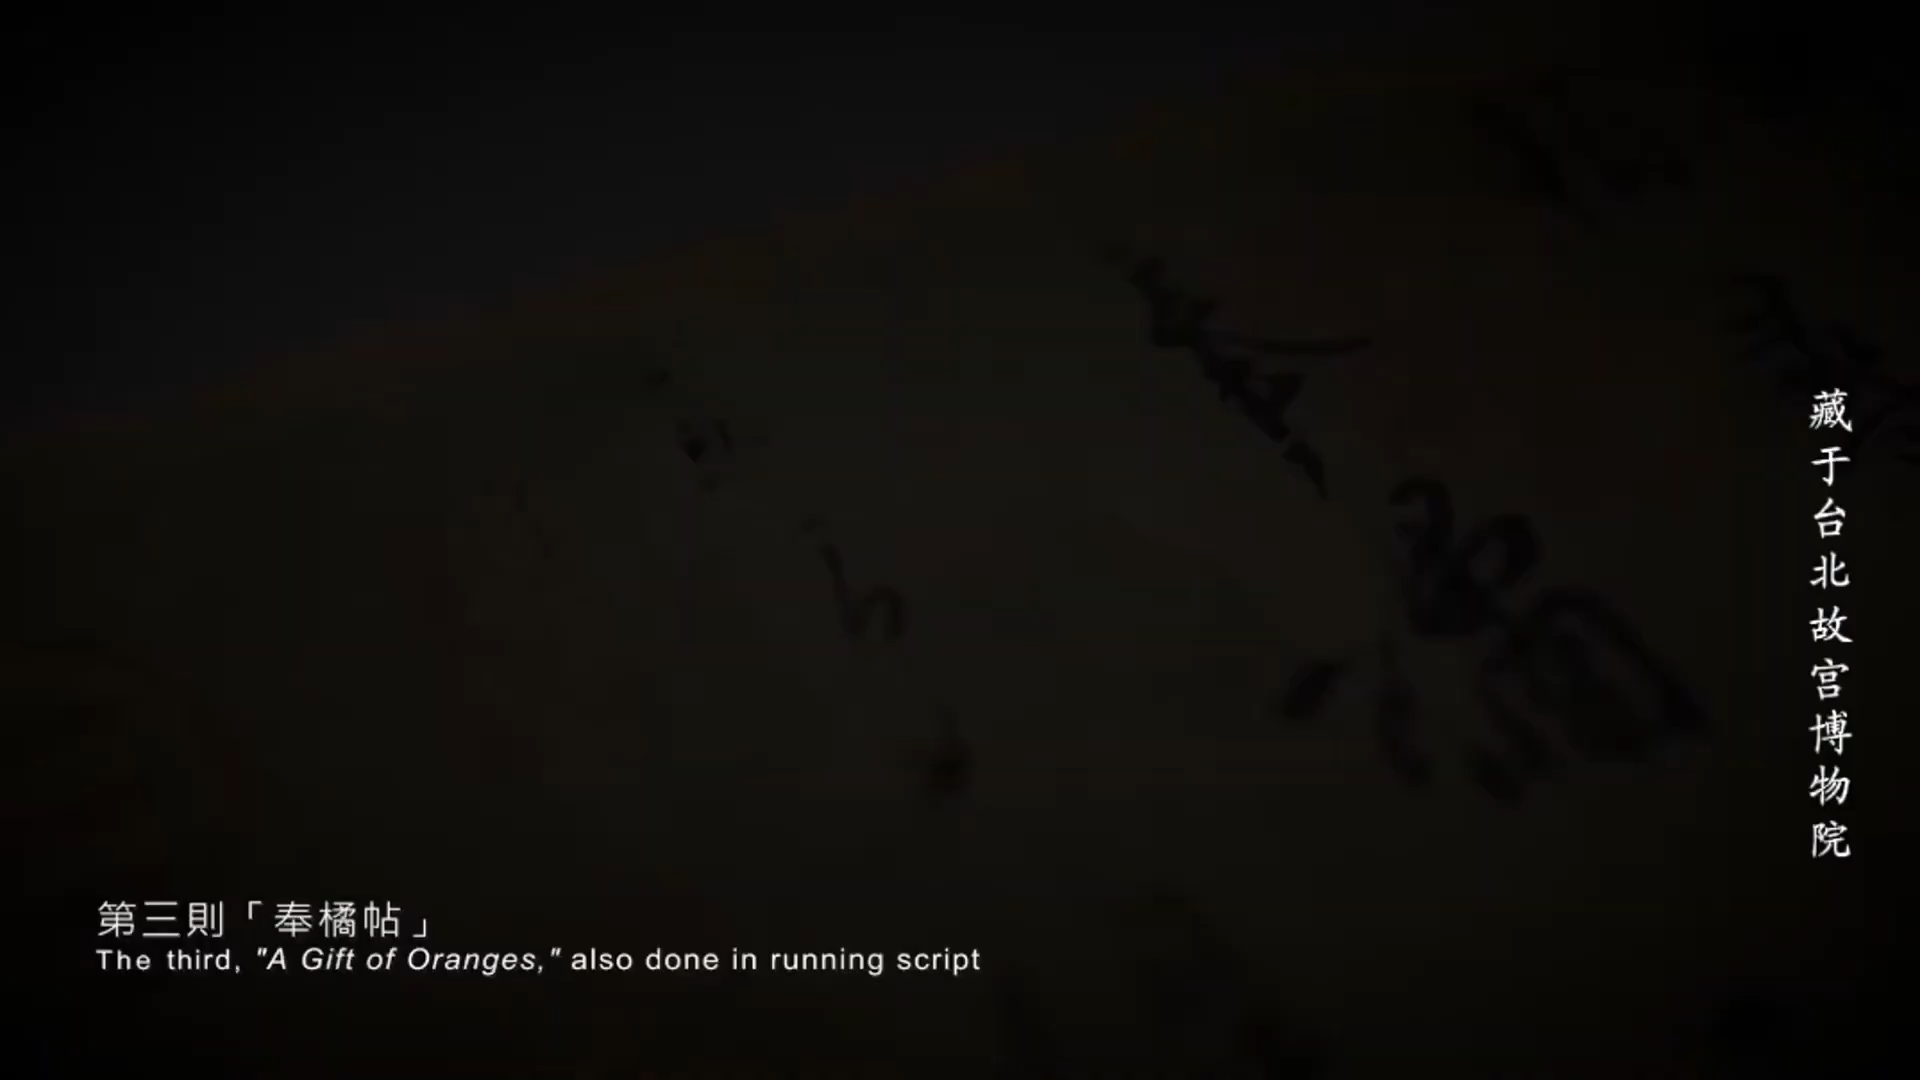 藏于台北故宫博物院
第三則「奉橘帖」
The third, "A Gift of Oranges," also done in running script